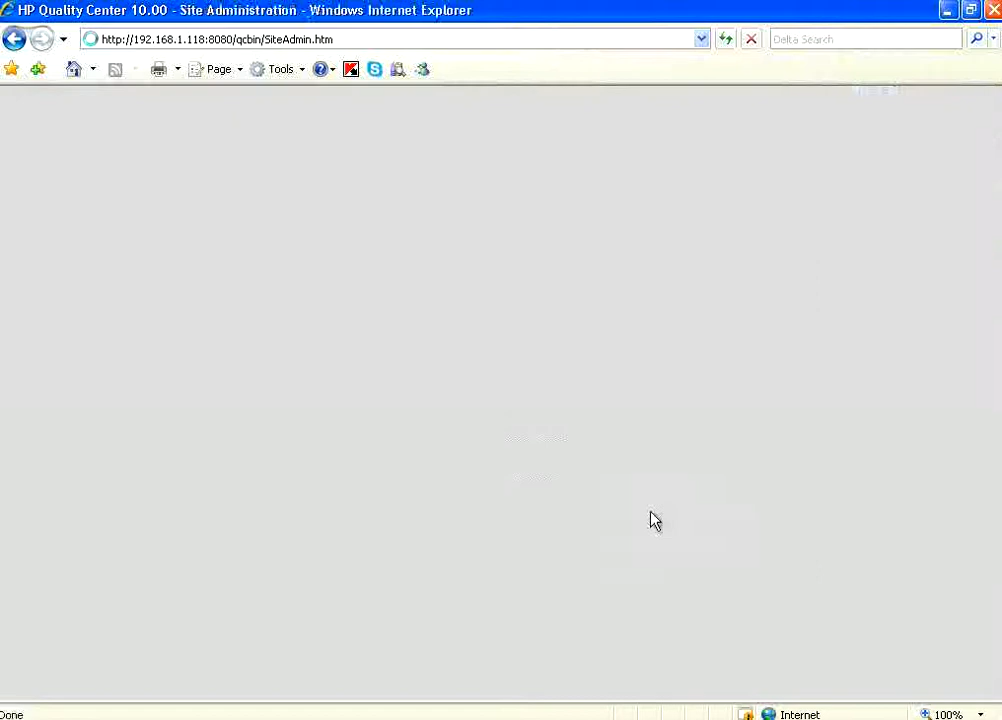 HP Quality Center 10.00 - Site Administration - Windows Internet Explorer
http://192.168.1.118:8080/qcbin/SiteAdmin.htm
Delta Search
Page
Tools
Done
Internet
100%